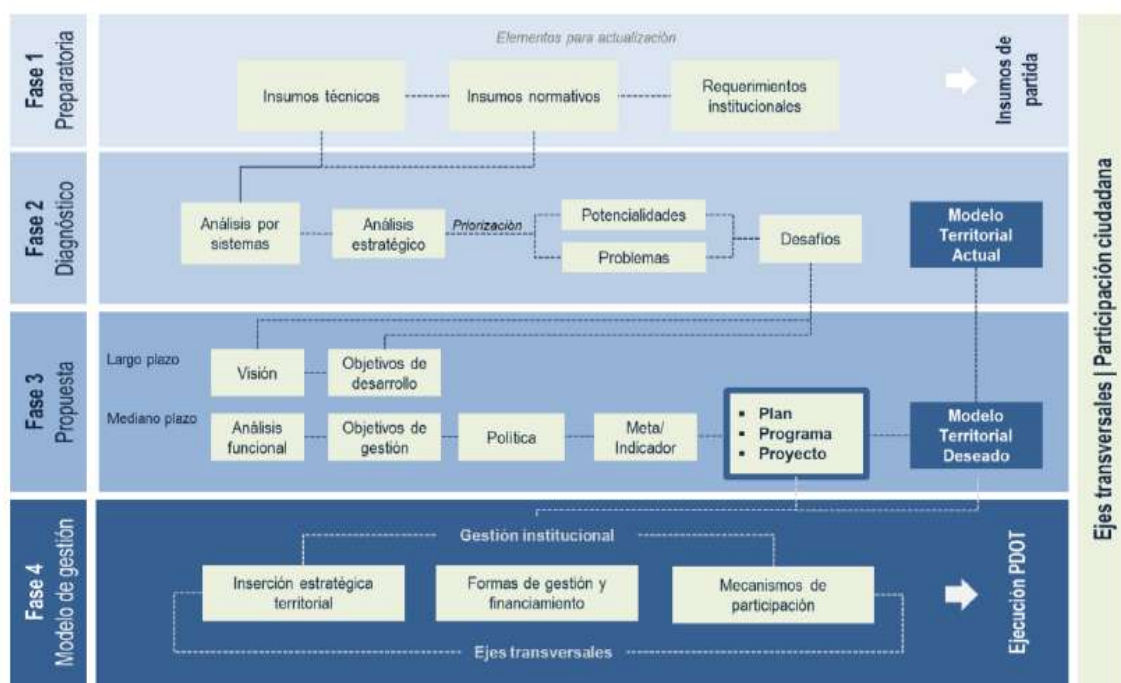 Fase 1
Preparatoria
Elementos para actualización
Insumos técnicos
Insumos normativos
Requerimientos
institucionales
Insumos de
partida
Fase 2
Diagnóstico
Análisis por
sistemas
Análisis
estratégico
Priorización
Potencialidades
Problemas
Desafíos
Modelo
Territorial
Actual
Fase 3
Propuesta
Largo plazo
Visión
Objetivos de
desarrollo
Mediano plazo
Análisis
funcional
Objetivos de
gestión
Política
Meta/
Indicador
▪ Plan
▪ Programa
▪ Proyecto
Modelo
Territorial
Deseado
Fase 4
Modelo de gestión
Gestión institucional
Inserción estratégica
territorial
Formas de gestión y
financiamiento
Mecanismos de
participación
Ejes transversales
Ejecución PDOT
Ejes transversales | Participación ciudadana